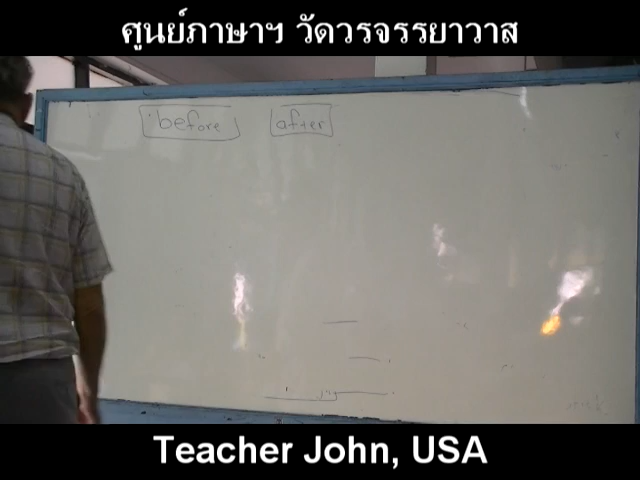 ศูนย์ภาษาฯ วัดวรจรรยาวาส
before after
Teacher John, USA